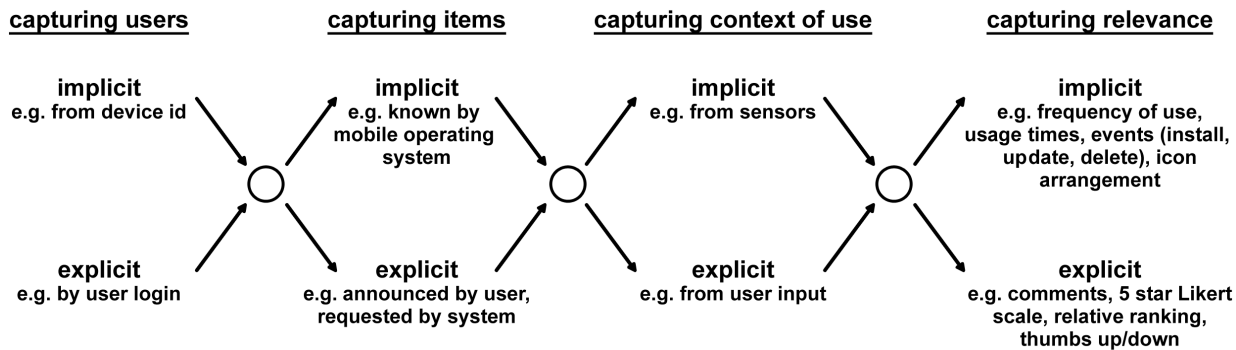 capturing users
capturing items
capturing context of use
capturing relevance
implicit
e.g. from device id
implicit
e.g. known by
mobile operating
system
implicit
e.g. from sensors
implicit
e.g. frequency of use,
usage times, events (install,
update, delete), icon
arrangement
explicit
e.g. by user login
explicit
e.g. announced by user,
requested by system
explicit
e.g. from user input
explicit
e.g. comments, 5 star Likert
scale, relative ranking,
thumbs up/down